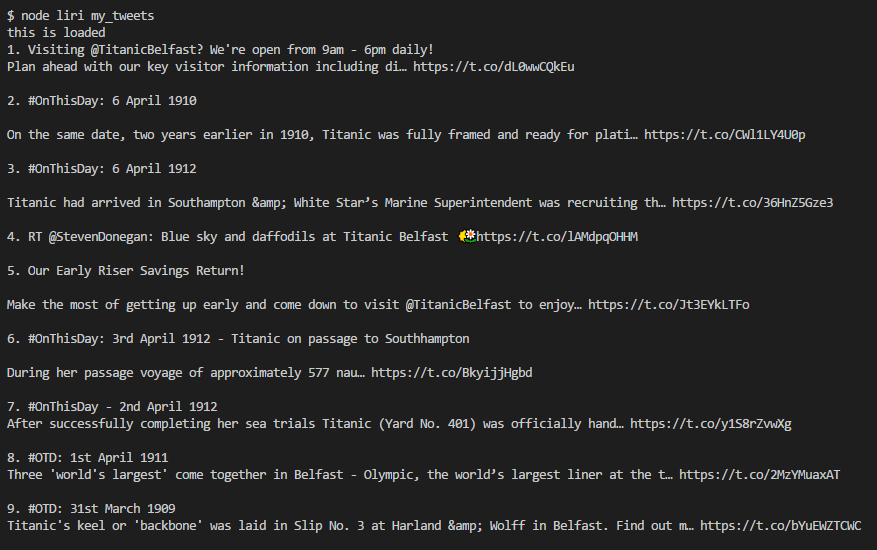 $ node liri my_tweets
this is loaded
1. Visiting @TitanicBelfast? We're open from 9am - 6pm daily!
Plan ahead with our key visitor information including di… https://t.co/dL0wwCQkEu
2. #OnThisDay: 6 April 1910
On the same date, two years earlier in 1910, Titanic was fully framed and ready for plati… https://t.co/CWl1LY4U0p
3. #OnThisDay: 6 April 1912
Titanic had arrived in Southampton &amp; White Star’s Marine Superintendent was recruiting th… https://t.co/36HnZ5Gze3
4. RT @StevenDonegan: Blue sky and daffodils at Titanic Belfast 🌼https://t.co/lAMdpqOHHM
5. Our Early Riser Savings Return!
Make the most of getting up early and come down to visit @TitanicBelfast to enjoy… https://t.co/Jt3EYkLTFo
6. #OnThisDay: 3rd April 1912 - Titanic on passage to Southhampton
During her passage voyage of approximately 577 nau… https://t.co/BkyijjHgbd
7. #OnThisDay - 2nd April 1912
After successfully completing her sea trials Titanic (Yard No. 401) was officially hand… https://t.co/y1S8rZvwXg
8. #OTD: 1st April 1911
Three 'world's largest' come together in Belfast - Olympic, the world’s largest liner at the t… https://t.co/2MzYMuaxAT
9. #OTD: 31st March 1909
Titanic's keel or 'backbone' was laid in Slip No. 3 at Harland &amp; Wolff in Belfast. Find out m… https://t.co/bYuEWZTCWC